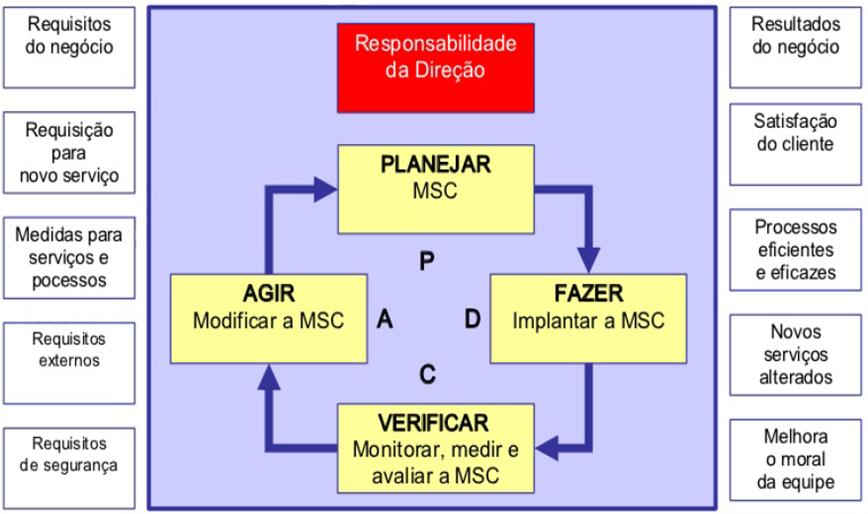 Requisitos
do negócio
Requisição
para
novo serviço
Medidas para
serviços e
pocessos
Requisitos
externos
Requisitos
de segurança
Responsabilidade
da Direção
PLANEJAR
MSC
P
AGIR
Modificar a MSC
A
D
FAZER
Implantar a MSC
C
VERIFICAR
Monitorar, medir e
avaliar a MSC
Resultados
do negócio
Satisfação
do cliente
Processos
eficientes
e eficazes
Novos
serviços
alterados
Melhora
o moral
da equipe